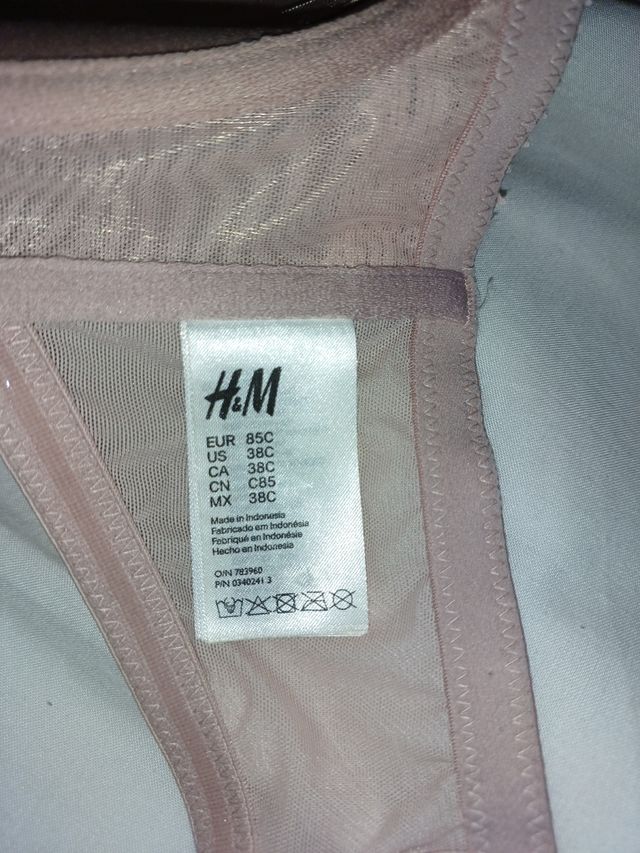 H&M
EUR 85C
US 38C
CA 38C
CN C85
MX 38C
Made in Indonesia
Fabricado em Indonésia
Fabriqué en Indonésie
Hecho en Indonesia
O/N 783960
P/N 0340241 3